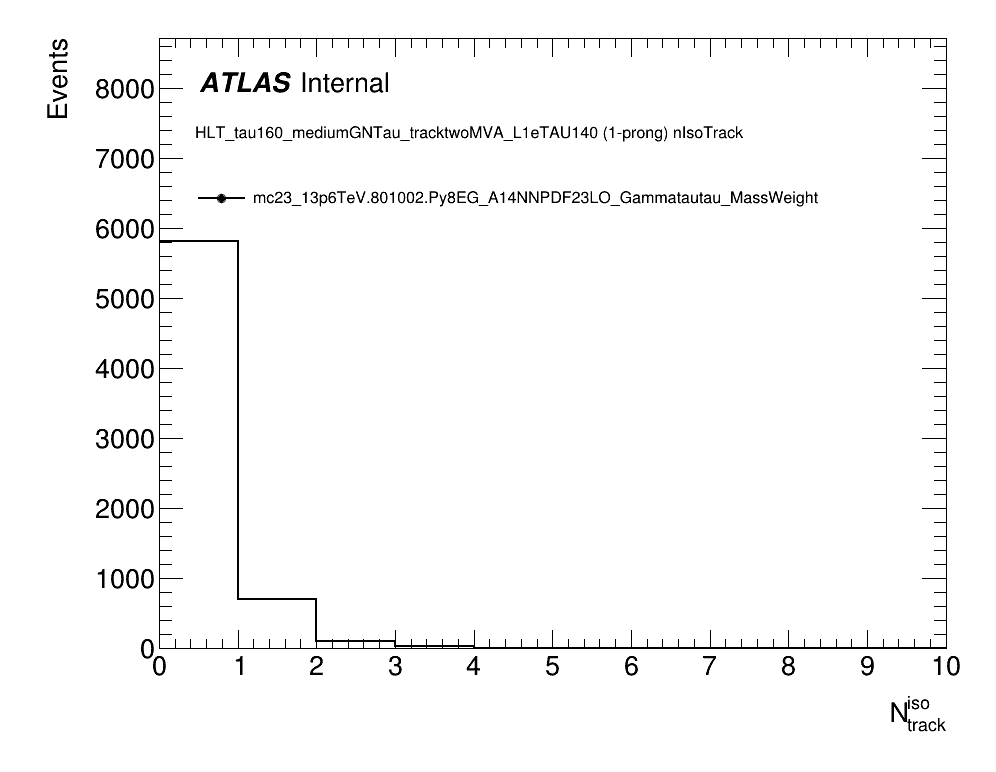 Events
8000
7000
6000
5000
4000
3000
2000
1000
0
ATLAS Internal
HLT_tau160_mediumGNTau_tracktwoMVA_L1eTAU140 (1-prong) nIsoTrack
mc23_13p6TeV.801002.Py8EG_A14NNPDF23LO_Gammatautau_MassWeight
0 1 2 3 4 5 6 7 8 9 10
N iso track